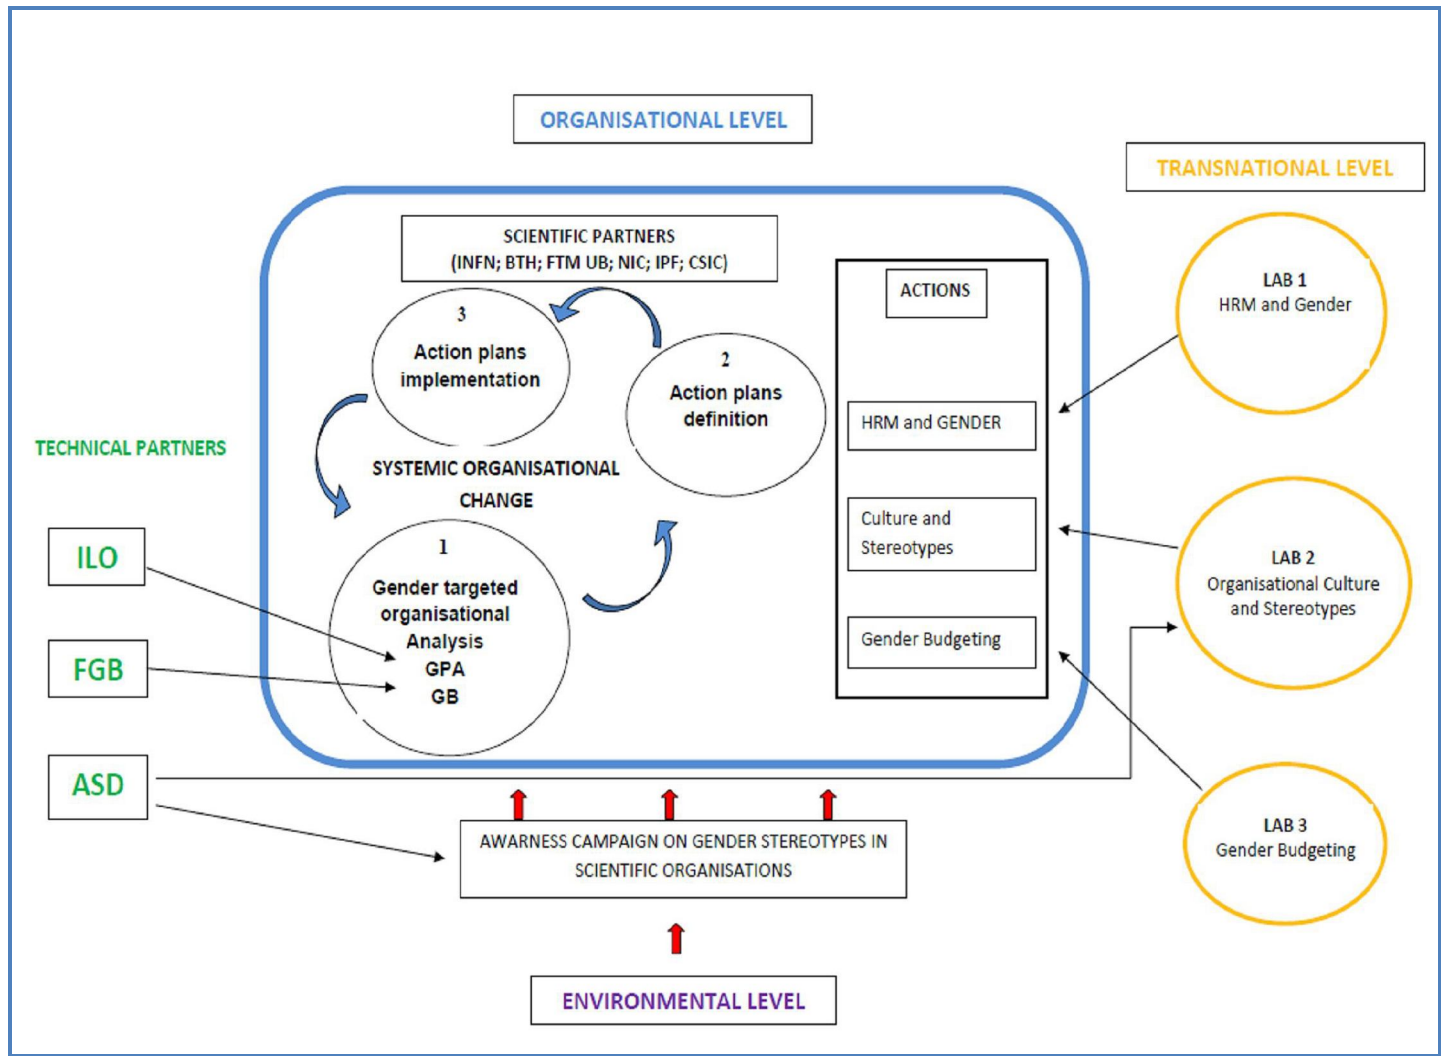 ORGANISATIONAL LEVEL
TRANSNATIONAL LEVEL
SCIENTIFIC PARTNERS
(INFN; BTH; FTM UB; NIC; IPF; CSIC)
3
Action plans
implementation
2
Action plans
definition
SYSTEMIC ORGANISATIONAL
CHANGE
1
Gender targeted
organisational
Analysis
GPA
GB
ACTIONS
HRM and GENDER
Culture and
Stereotypes
Gender Budgeting
LAB 1
HRM and Gender
LAB 2
Organisational Culture
and Stereotypes
LAB 3
Gender Budgeting
TECHNICAL PARTNERS
ILO
FGB
ASD
AWARNESS CAMPAIGN ON GENDER STEREOTYPES IN
SCIENTIFIC ORGANISATIONS
ENVIRONMENTAL LEVEL